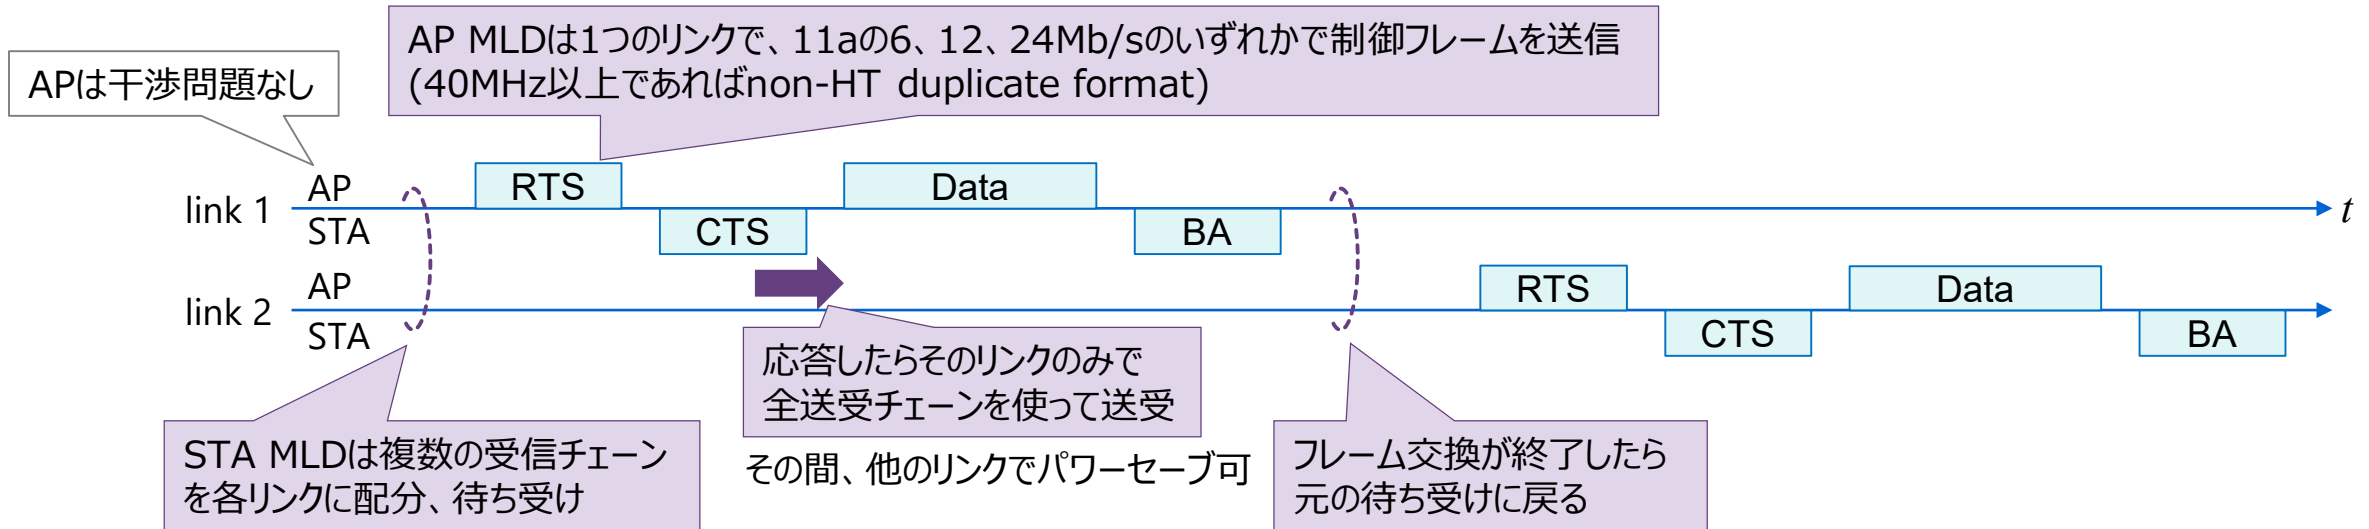 AP MLDは1つのリンクで、11aの6、12、24Mb/sのいずれかで制御フレームを送信
(40MHz以上であればnon-HT duplicate format)
APは干渉問題なし
link 1
AP
STA
RTS
CTS
Data
BA
t
link 2
AP
STA
RTS
CTS
Data
BA
応答したらそのリンクのみで
全送受チェーンを使って送受
その間、他のリンクでパワーセーブ可
STA MLDは複数の受信チェーン
を各リンクに配分、待ち受け
フレーム交換が終了したら
元の待ち受けに戻る